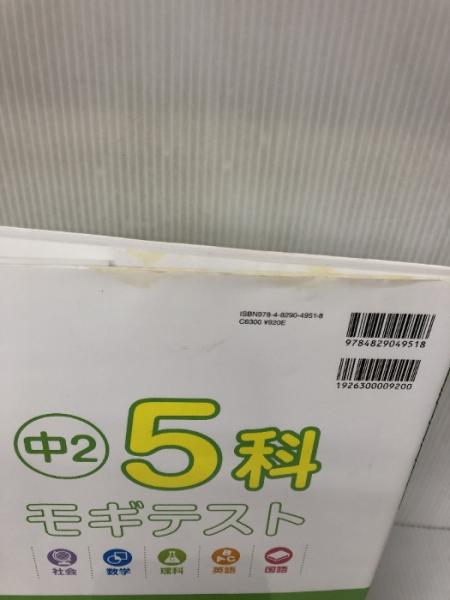 ISBN978-4-8290-4951-8
C6300 ¥920E
9784829049518
1926300009200
中2 5科
モギテスト
社会 数学 理科 英語 国語
ABC